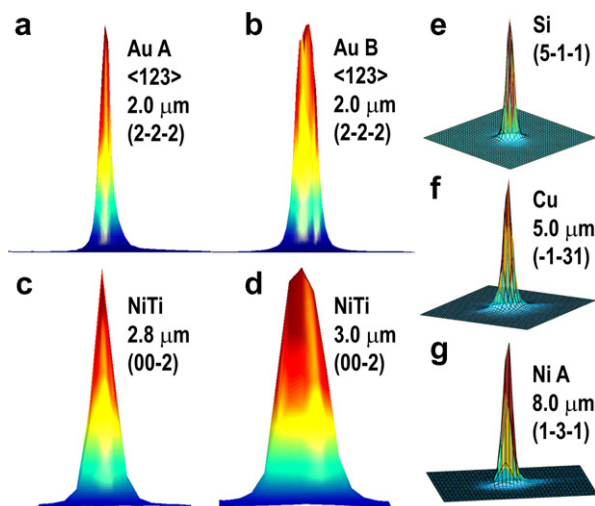 a
Au A
<123>
2.0 μm
(2-2-2)
b
Au B
<123>
2.0 μm
(2-2-2)
c
NiTi
2.8 μm
(00-2)
d
NiTi
3.0 μm
(00-2)
e
Si
(5-1-1)
f
Cu
5.0 μm
(-1-31)
g
Ni A
8.0 μm
(1-3-1)